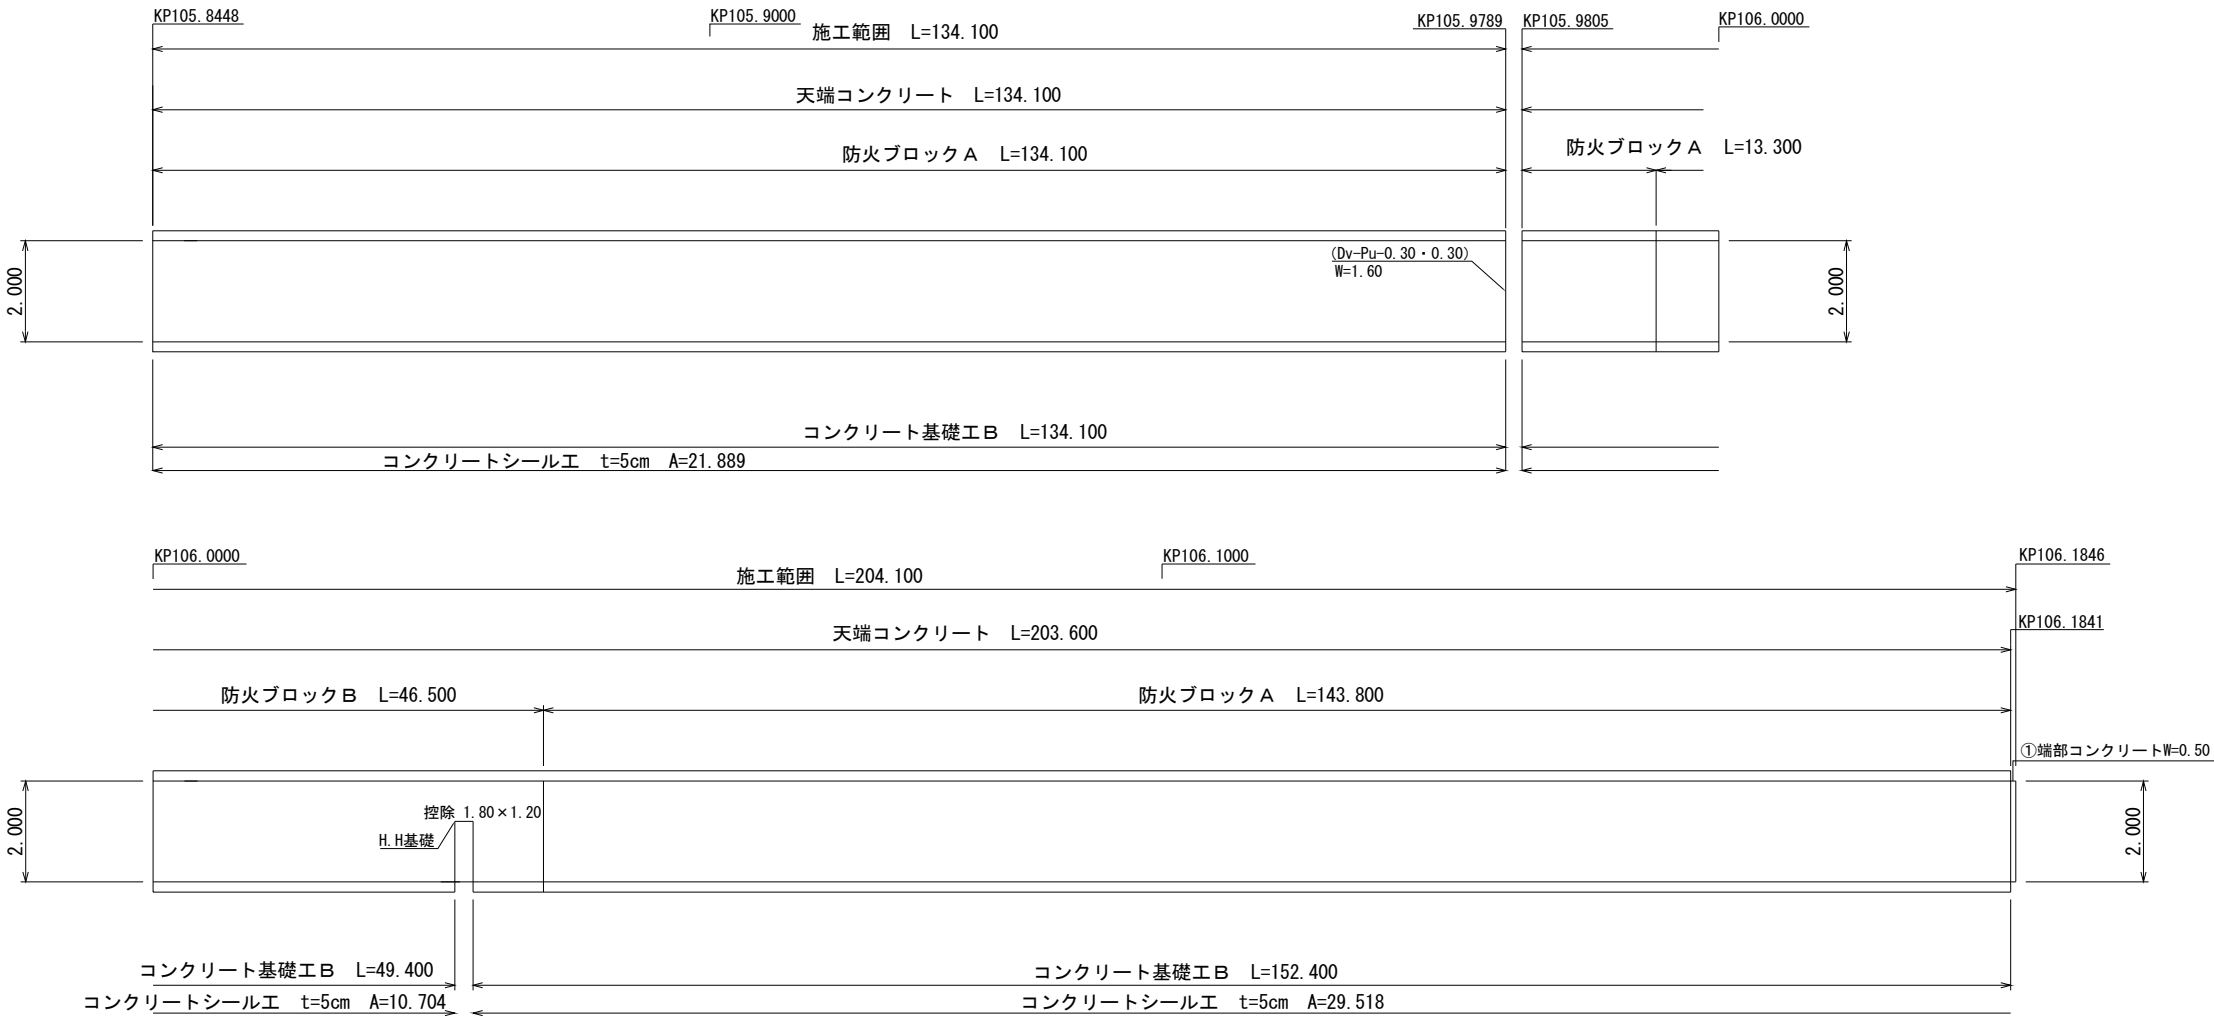 KP105.8448
KP105.9000
KP105.9789
KP105.9805
KP106.0000
施工範囲 L=134.100
天端コンクリート L=134.100
防火ブロックA L=134.100
防火ブロックA L=13.300
2.000
(Dv-Pu-0.30・0.30)
W=1.60
2.000
コンクリート基礎工B L=134.100
コンクリートシール工 t=5cm A=21.889
KP106.0000
KP106.1000
KP106.1846
施工範囲 L=204.100
KP106.1841
天端コンクリート L=203.600
防火ブロックB L=46.500
防火ブロックA L=143.800
①端部コンクリートW=0.50
2.000
控除 1.80×1.20
H.H基礎
2.000
コンクリート基礎工B L=49.400
コンクリート基礎工B L=152.400
コンクリートシール工 t=5cm A=10.704
コンクリートシール工 t=5cm A=29.518